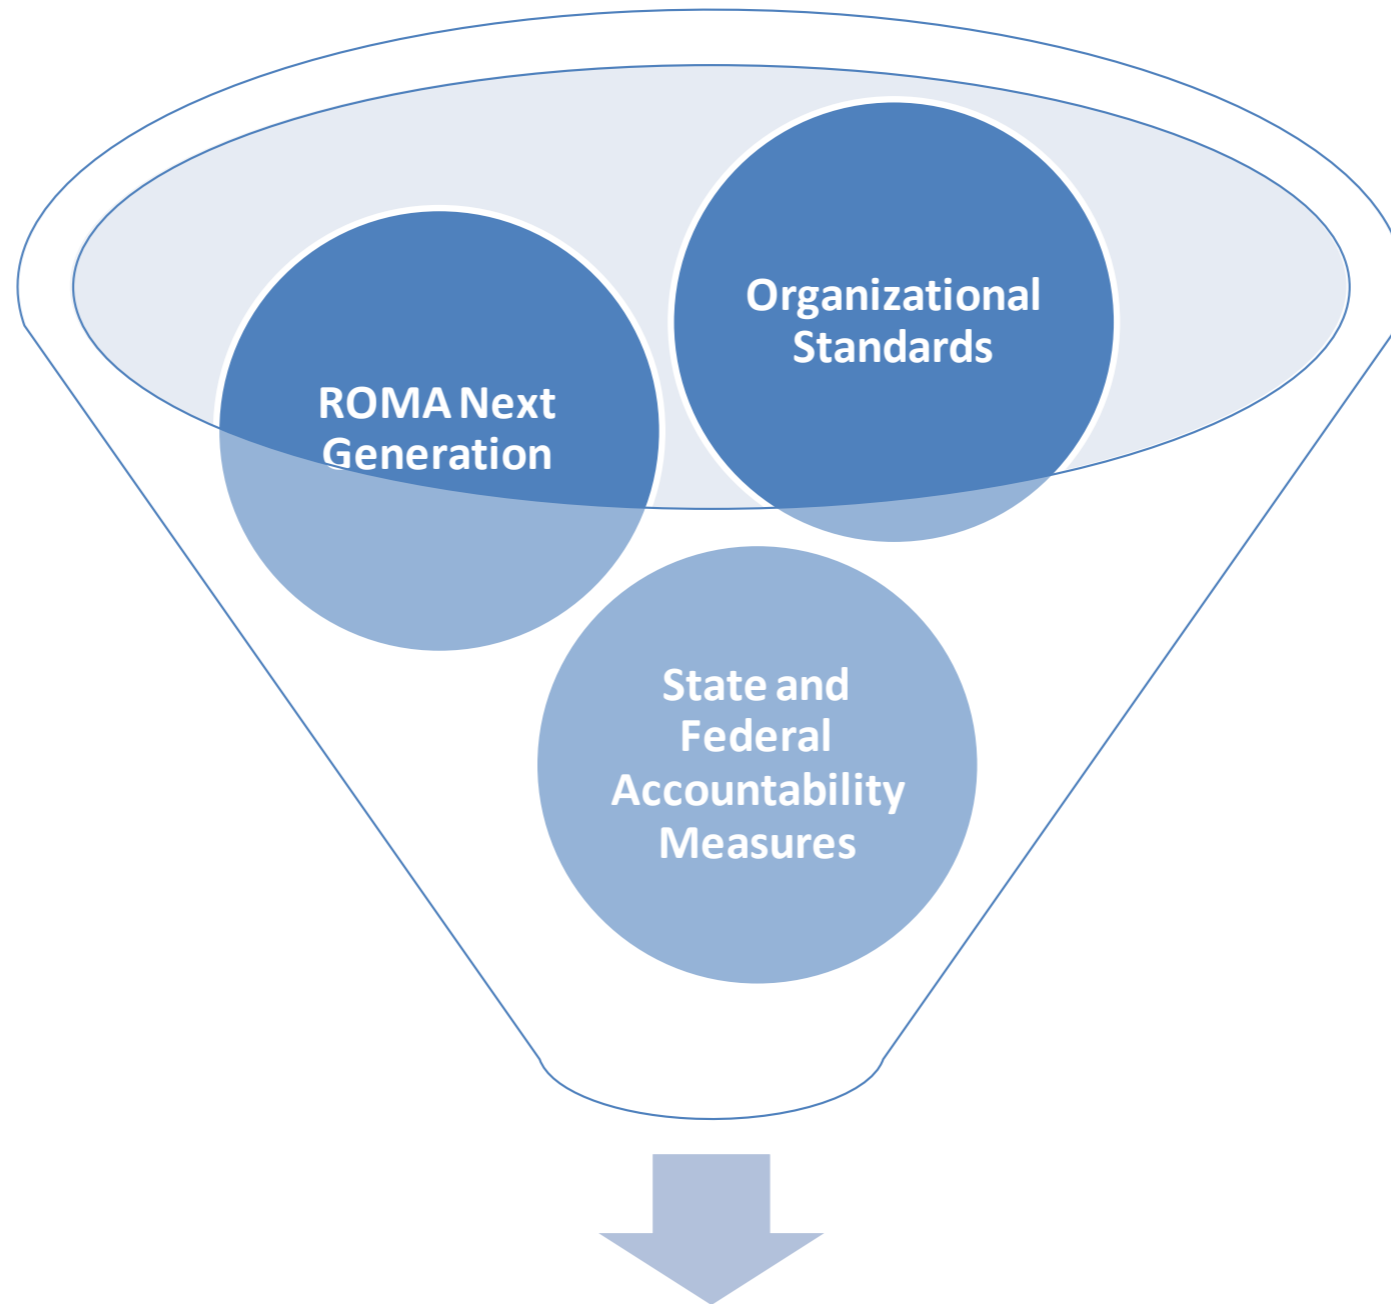 Organizational
Standards
ROMA Next
Generation
State and
Federal
Accountability
Measures